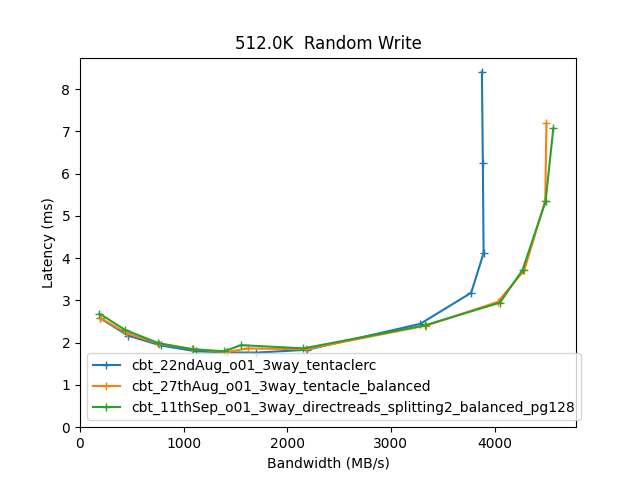 512.0K  Random Write
Latency (ms)
8
7
6
5
4
3
2
1
0
0 1000 2000 3000 4000
Bandwidth (MB/s)
cbt_22ndAug_o01_3way_tentaclerc
cbt_27thAug_o01_3way_tentacle_balanced
cbt_11thSep_o01_3way_directreads_splitting2_balanced_pg128